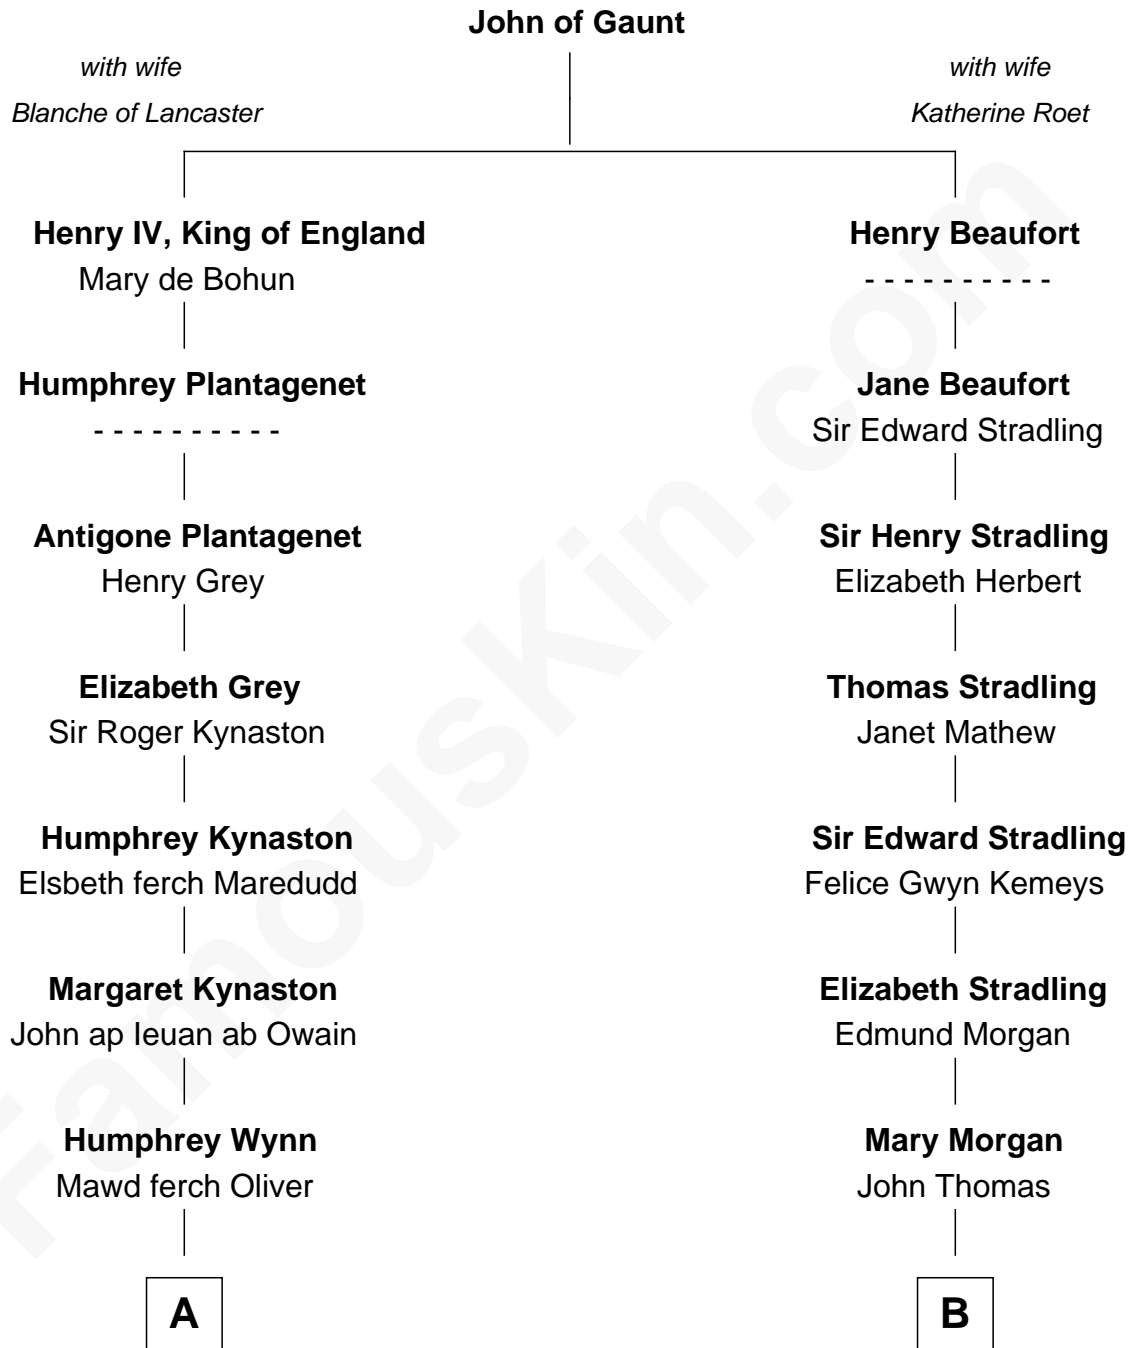 John of Gaunt
with wife
Blanche of Lancaster
with wife
Katherine Roet
Henry IV, King of England
Mary de Bohun
Henry Beaufort
- - - - - - - - - -
Humphrey Plantagenet
- - - - - - - - - -
Jane Beaufort
Sir Edward Stradling
Antigone Plantagenet
Henry Grey
Sir Henry Stradling
Elizabeth Herbert
Elizabeth Grey
Sir Roger Kynaston
Thomas Stradling
Janet Mathew
Humphrey Kynaston
Elsbeth ferch Maredudd
Sir Edward Stradling
Felice Gwyn Kemeys
Margaret Kynaston
John ap Ieuan ab Owain
Elizabeth Stradling
Edmund Morgan
Humphrey Wynn
Mawd ferch Oliver
Mary Morgan
John Thomas
A
B
FamousKin.com